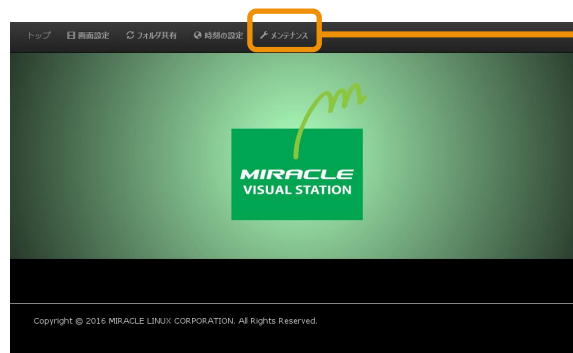 トップ 画面設定 フォルダ共有 時刻の設定 メンテナンス
m
MIRACLE
VISUAL STATION
Copyright © 2016 MIRACLE LINUX CORPORATION. All Rights Reserved.